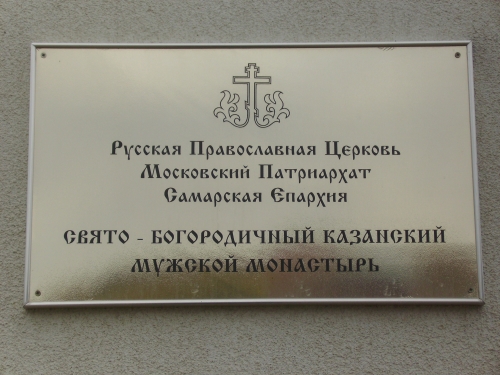 Русская Православная Церковь
Московский Патриархат
Самарская Епархия
СВЯТО - БОГОРОДИЧНЫЙ КАЗАНСКИЙ
МУЖСКОЙ МОНАСТЫРЬ